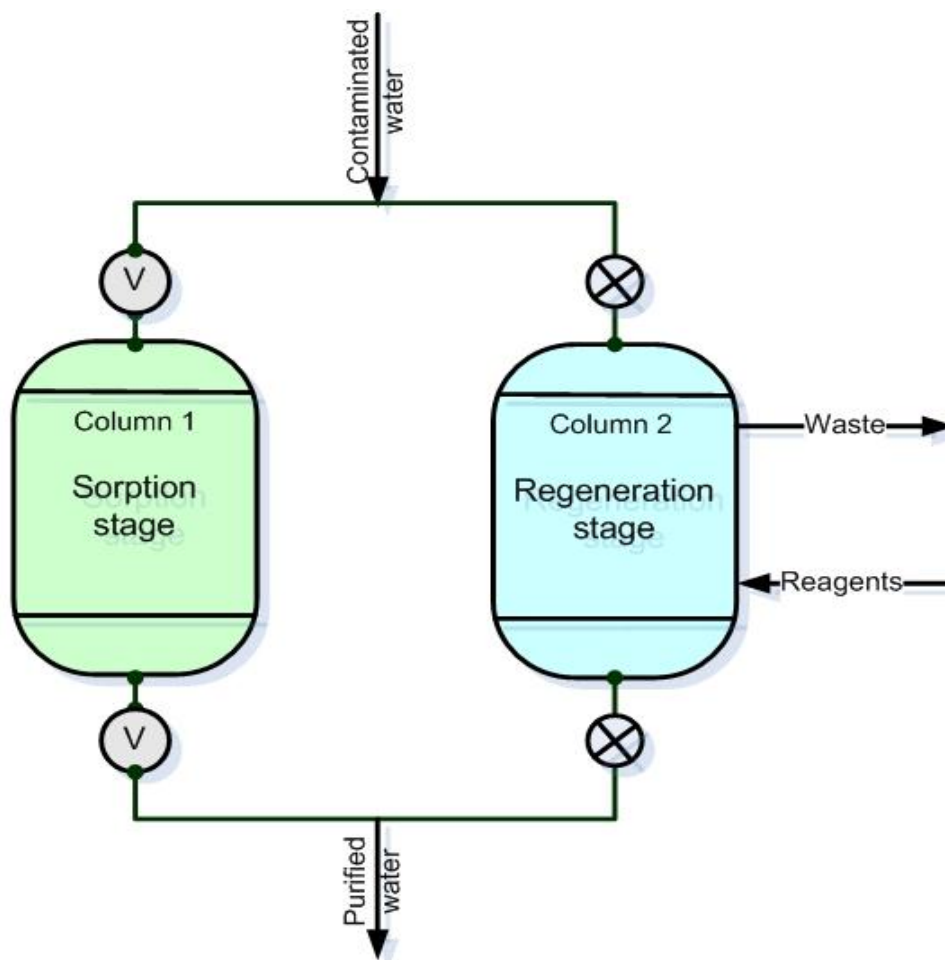 Contaminated
water
V
Column 1
Sorption
stage
Column 2
Regeneration
stage
Waste
Reagents
V
Purified
water